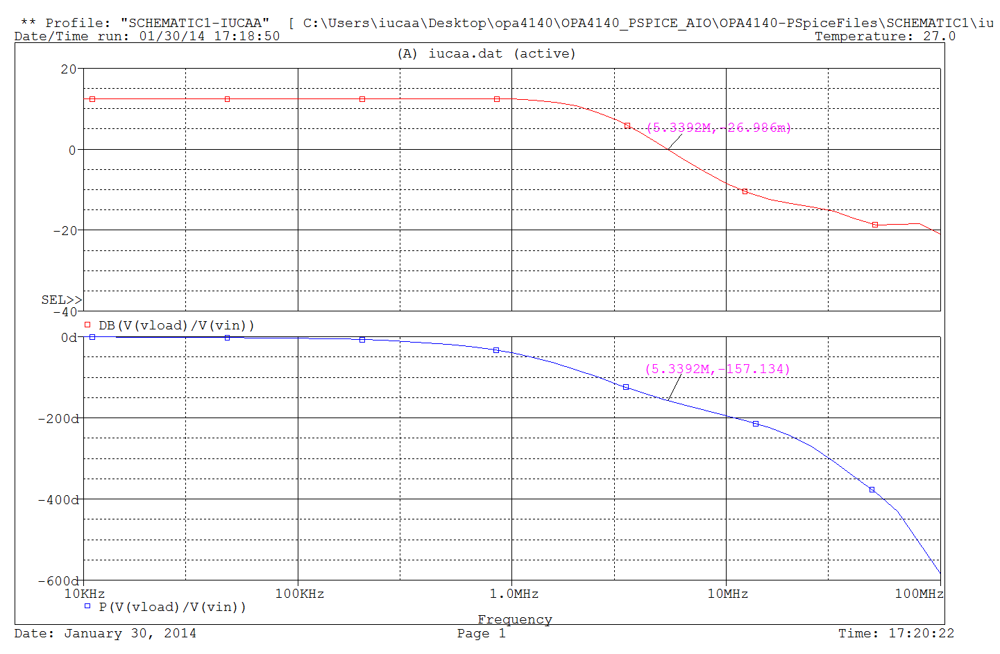 ** Profile: "SCHEMATIC1-IUCAA"  [ C:\Users\iucaa\Desktop\opa4140\OPA4140_PSPICE_AIO\OPA4140-PSpiceFiles\SCHEMATIC1\iu
Date/Time run: 01/30/14 17:18:50 Temperature: 27.0
(A) iucaa.dat (active)
20
(5.3392M,-26.986m)
0
-20
SEL>>
-40
DB(V(vload)/V(vin))
0d
(5.3392M,-157.134)
-200d
-400d
-600d
10KHz 100KHz 1.0MHz 10MHz 100MHz
P(V(vload)/V(vin))
Frequency
Date: January 30, 2014 Page 1 Time: 17:20:22